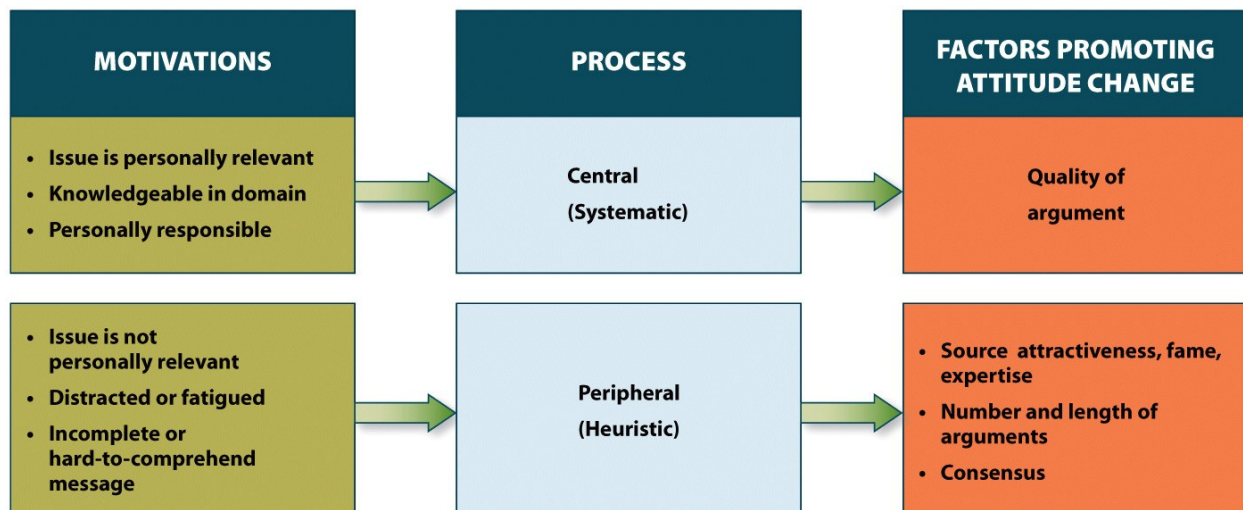 MOTIVATIONS
• Issue is personally relevant
• Knowledgeable in domain
• Personally responsible
PROCESS
Central
(Systematic)
FACTORS PROMOTING
ATTITUDE CHANGE
Quality of
argument
• Issue is not
personally relevant
• Distracted or fatigued
• Incomplete or
hard-to-comprehend
message
Peripheral
(Heuristic)
• Source attractiveness, fame,
expertise
• Number and length of
arguments
• Consensus